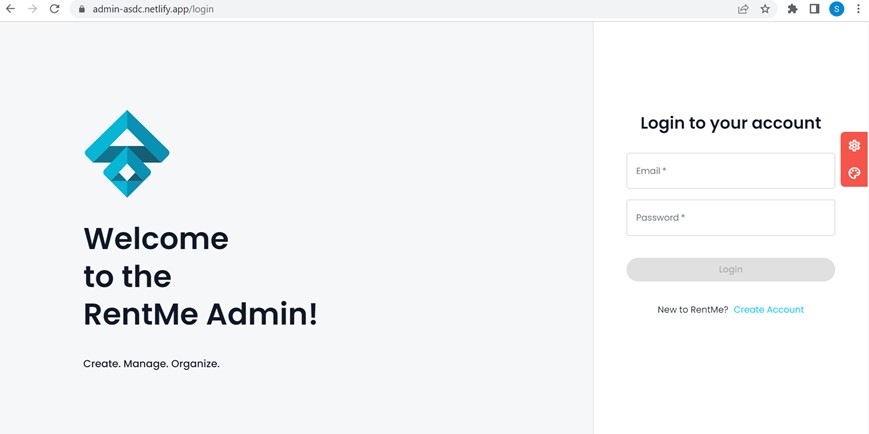 admin-asdc.netlify.app/login
S
Welcome
to the
RentMe Admin!
Create. Manage. Organize.
Login to your account
Email *
Password *
Login
New to RentMe? Create Account